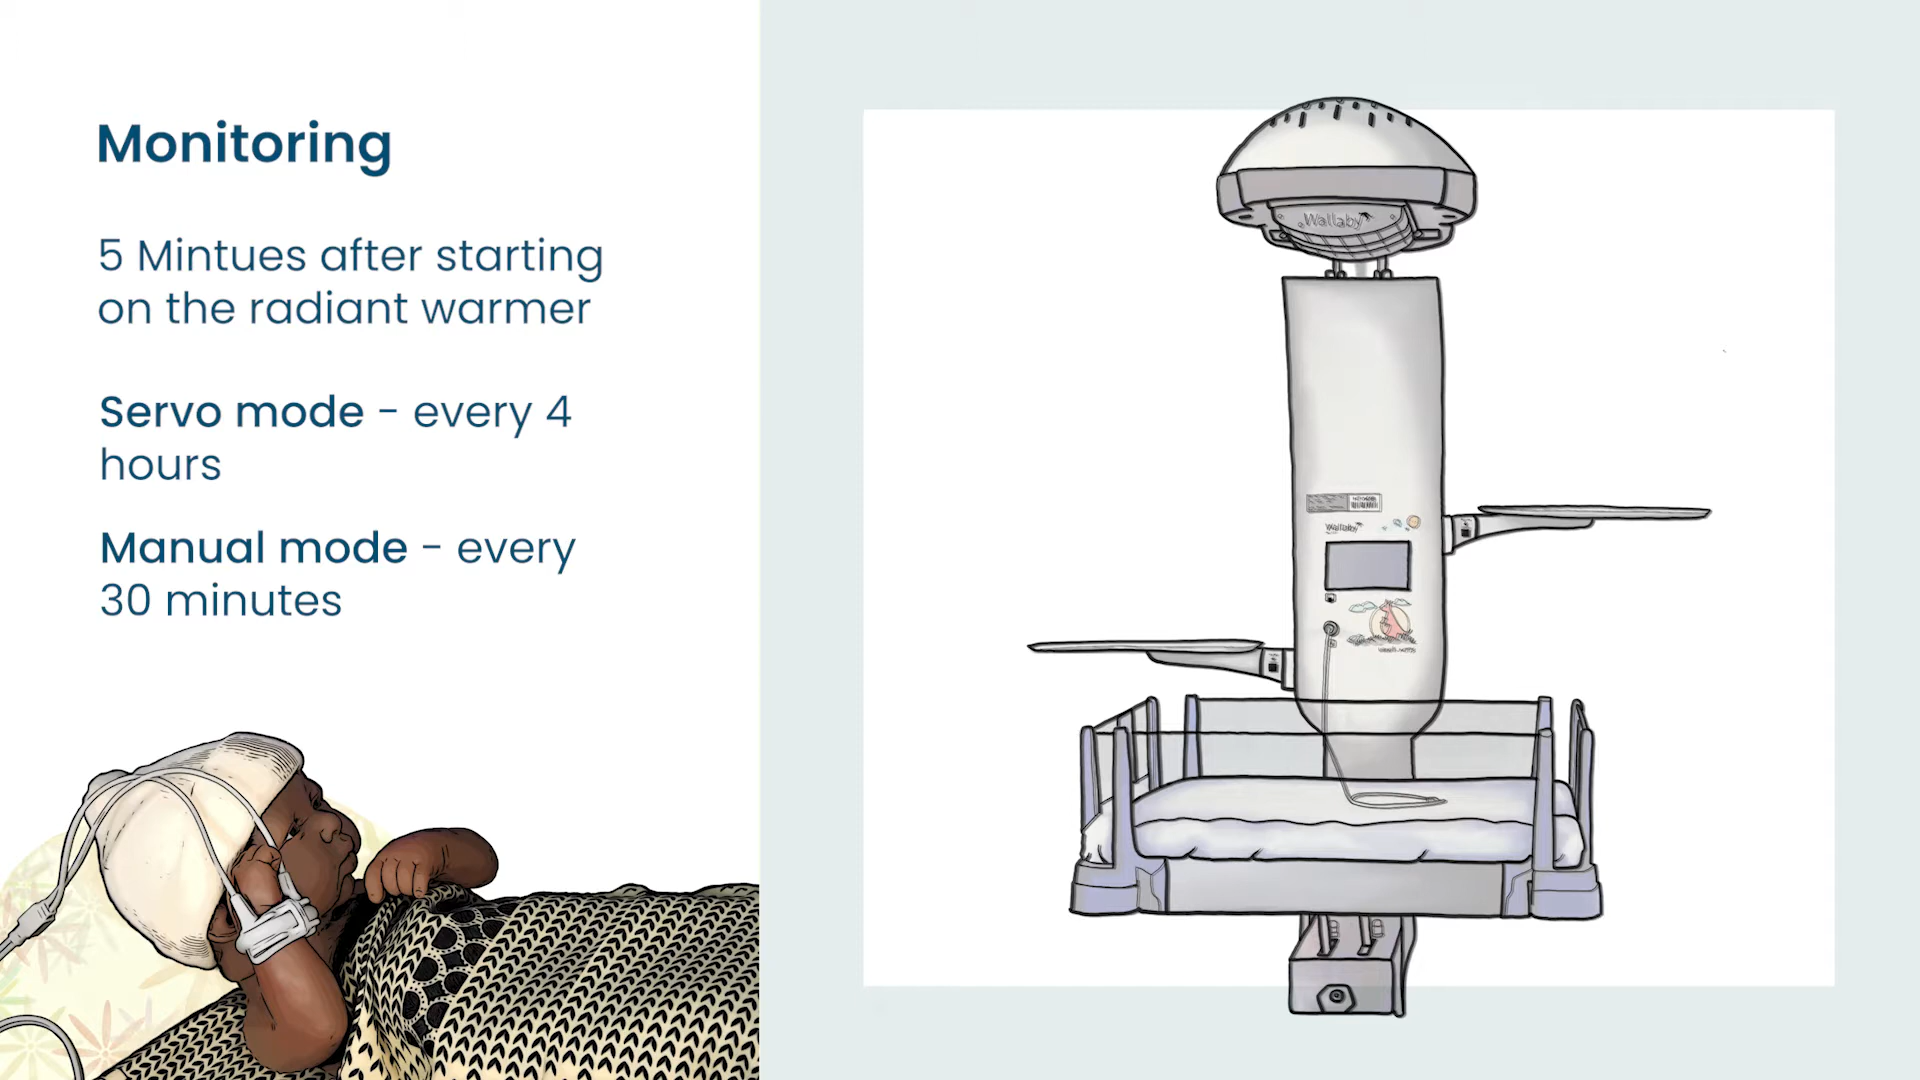 Monitoring
5 Mintues after starting
on the radiant warmer
Servo mode - every 4
hours
Manual mode - every
30 minutes
Wallaby
Wallaby